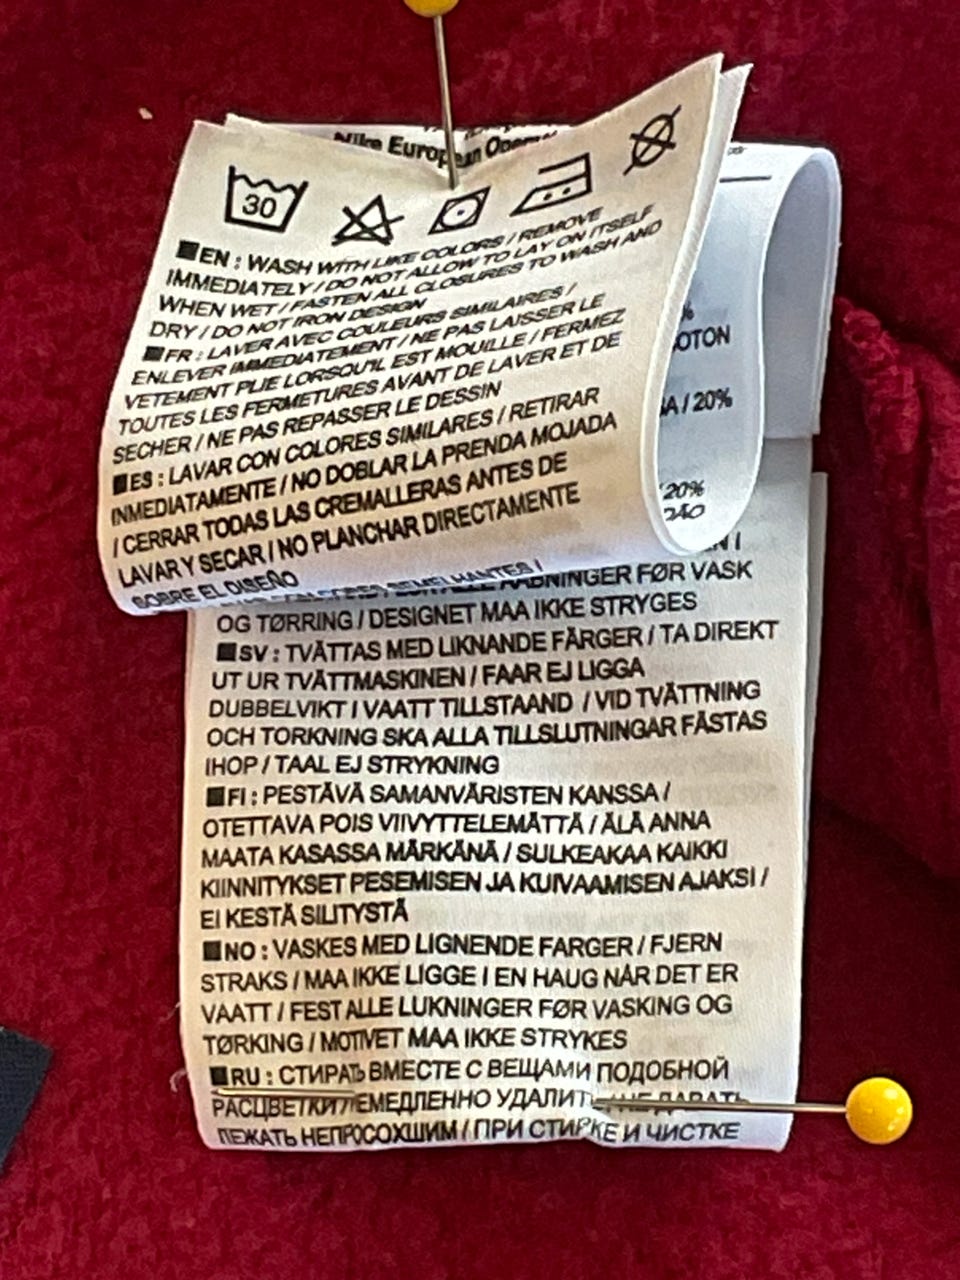 Nike European
30
■EN : WASH WITH LIKE COLORS / REMOVE
IMMEDIATELY / DO NOT ALLOW TO LAY ON ITSELF
WHEN WET / FASTEN ALL CLOSURES TO WASH AND
DRY / DO NOT IRON DESIGN
■FR : LAVER AVEC COULEURS SIMILAIRES /
ENLEVER IMMEDIATEMENT / NE PAS LAISSER LE
VETEMENT PLIE LORSQU'IL EST MOUILLE / FERMEZ
TOUTES LES FERMETURES AVANT DE LAVER ET DE
SECHER / NE PAS REPASSER LE DESSIN
■ES : LAVAR CON COLORES SIMILARES / RETIRAR
INMEDIATAMENTE / NO DOBLAR LA PRENDA MOJADA
/ CERRAR TODAS LAS CREMALLERAS ANTES DE
LAVAR Y SECAR / NO PLANCHAR DIRECTAMENTE
SOBRE EL DISEÑO
%
OTON
A / 20%
20%
SEMELHANTES /
N I
ÅBNINGER FØR VASK
OG TØRRING / DESIGNET MAA IKKE STRYGES
■SV : TVÄTTAS MED LIKNANDE FÄRGER / TA DIREKT
UT UR TVÄTTMASKINEN / FAAR EJ LIGGA
DUBBELVIKT I VAATT TILLSTAAND / VID TVÄTTNING
OCH TORKNING SKA ALLA TILLSLUTNINGAR FÄSTAS
IHOP / TAAL EJ STRYKNING
■FI : PESTÄVÄ SAMANVÄRISTEN KANSSA /
OTETTAVA POIS VIIVYTTELEMÄTTÄ / ÄLÄ ANNA
MAATA KASASSA MÄRKÄNÄ / SULKEAKAA KAIKKI
KIINNITYKSET PESEMISEN JA KUIVAAMISEN AJAKSI /
EI KESTÄ SILITYSTÄ
■NO : VASKES MED LIGNENDE FARGER / FJERN
STRAKS / MAA IKKE LIGGE I EN HAUG NÅR DET ER
VAATT / FEST ALLE LUKNINGER FØR VASKING OG
TØRKING / MOTIVET MAA IKKE STRYKES
■RU : СТИРАТЬ ВМЕСТЕ С ВЕЩАМИ ПОДОБНОЙ
РАСЦВЕТКИ / НЕМЕДЛЕННО УДАЛИТЬ / НЕ ДАВАТЬ
ЛЕЖАТЬ НЕПРОСОХШИМ / ПРИ СТИРКЕ И ЧИСТКЕ